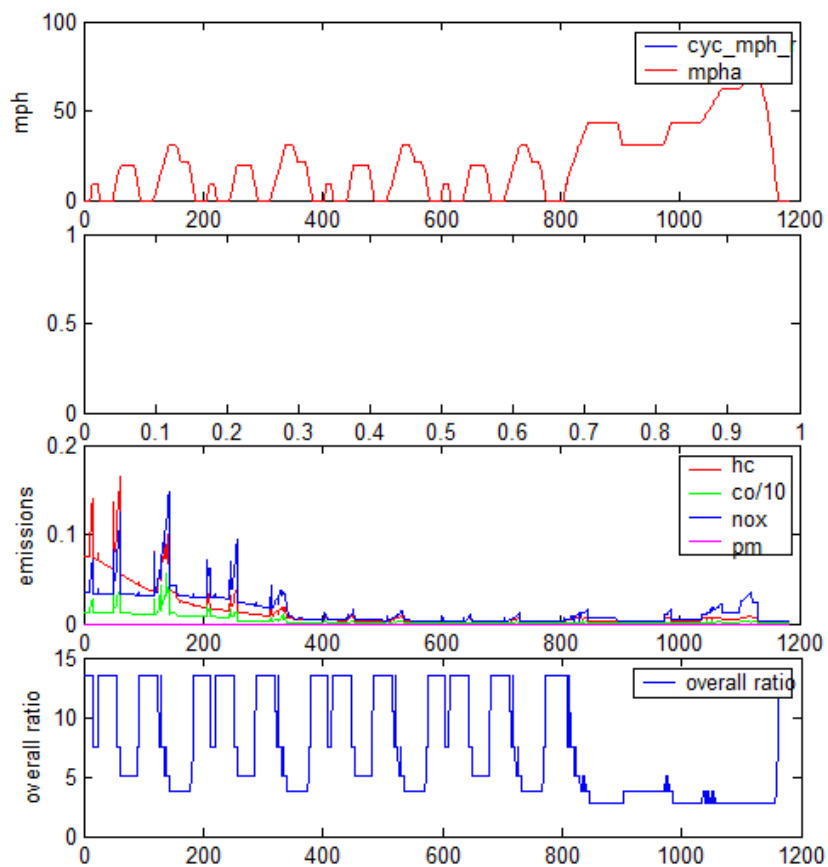 100
cyc_mph_r
mpha
mph
50
0
0 200 400 600 800 1000 1200
1
0.5
0
0 0.1 0.2 0.3 0.4 0.5 0.6 0.7 0.8 0.9 1
0.2
hc
co/10
nox
pm
emissions
0.1
0
0 200 400 600 800 1000 1200
15
overall ratio
overall ratio
10
5
0
0 200 400 600 800 1000 1200